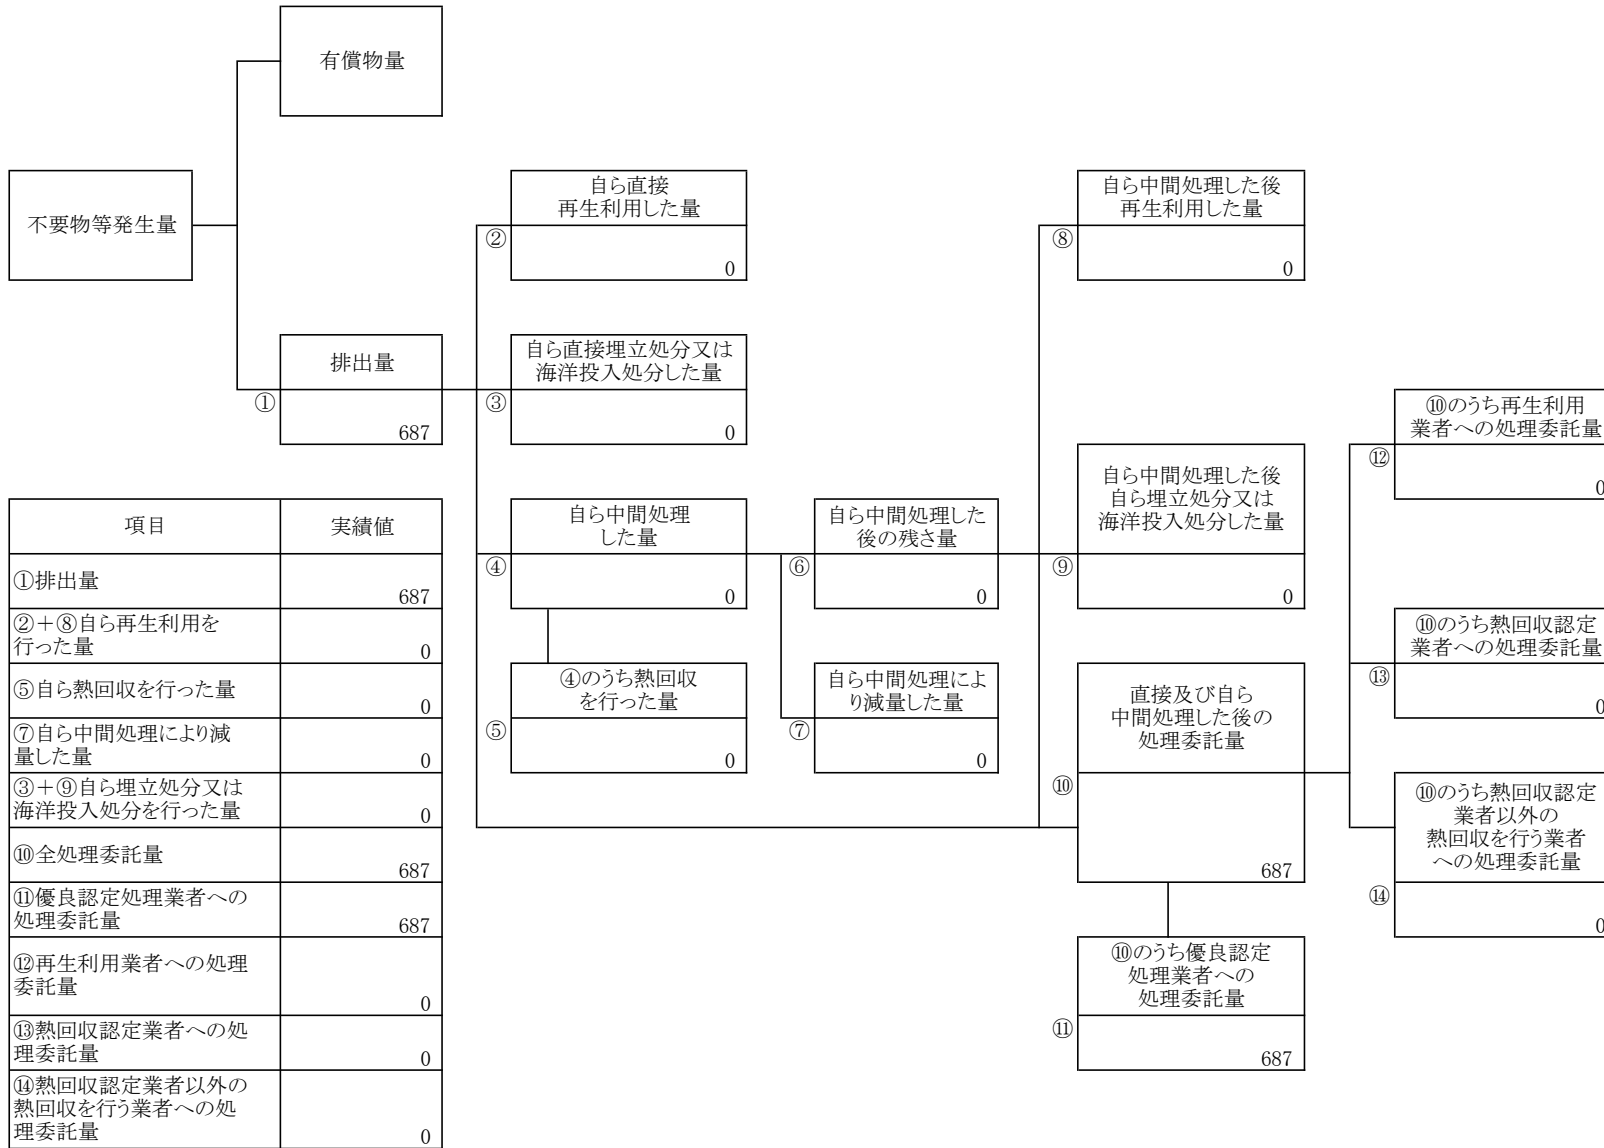 有償物量
不要物等発生量
自ら直接
再生利用した量
②
0
自ら中間処理した後
再生利用した量
⑧
0
排出量
①
687
自ら直接埋立処分又は
海洋投入処分した量
③
0
⑩のうち再生利用
業者への処理委託量
⑫
0
自ら中間処理した後
自ら埋立処分又は
海洋投入処分した量
⑨
0
自ら中間処理
した量
④
0
自ら中間処理した
後の残さ量
⑥
0
⑩のうち熱回収認定
業者への処理委託量
⑬
0
④のうち熱回収
を行った量
⑤
0
自ら中間処理によ
り減量した量
⑦
0
直接及び自ら
中間処理した後の
処理委託量
⑩
687
⑩のうち熱回収認定
業者以外の
熱回収を行う業者
への処理委託量
⑭
0
⑩のうち優良認定
処理業者への
処理委託量
⑪
687
項目 実績値
①排出量
687
②+⑧自ら再生利用を
行った量 0
⑤自ら熱回収を行った量
0
⑦自ら中間処理により減
量した量 0
③+⑨自ら埋立処分又は
海洋投入処分を行った量 0
⑩全処理委託量
687
⑪優良認定処理業者への
処理委託量 687
⑫再生利用業者への処理
委託量
0
⑬熱回収認定業者への処
理委託量 0
⑭熱回収認定業者以外の
熱回収を行う業者への処
理委託量 0